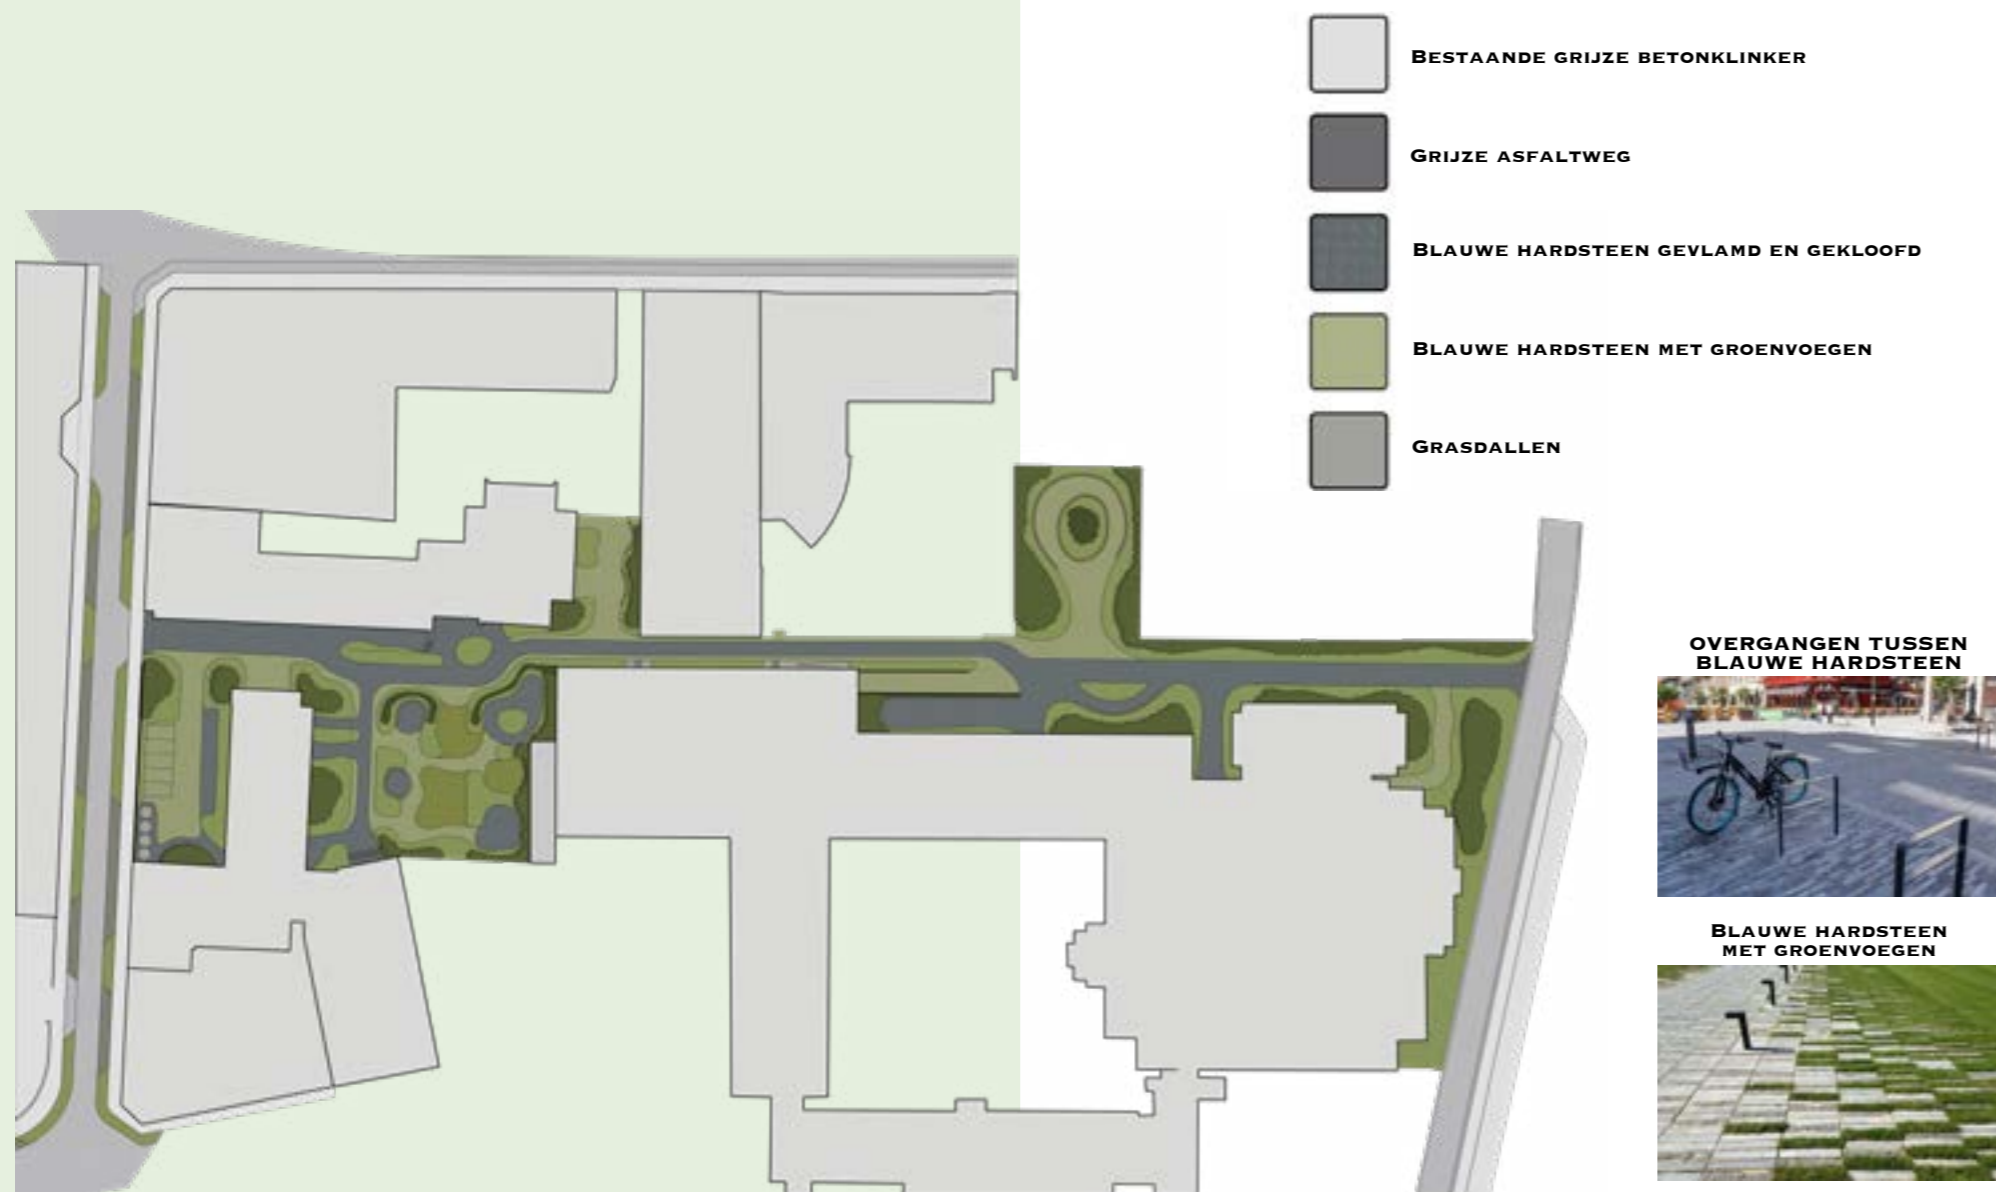 Bestaande grijze betonklinker
Grijze asfaltweg
Blauwe hardsteen gevlamd en gekloofd
Blauwe hardsteen met groenvoegen
Grasdallen
OVERGANGEN TUSSEN
BLAUWE HARDSTEEN
Blauwe hardsteen
met groenvoegen